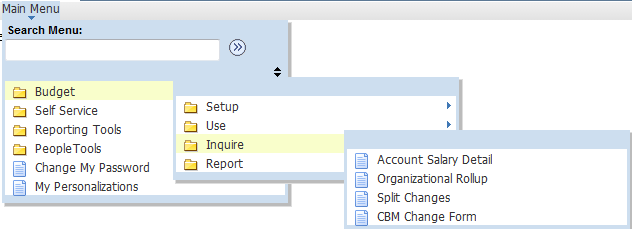 Main Menu
Search Menu:
Budget
Self Service
Reporting Tools
PeopleTools
Change My Password
My Personalizations
Setup
Use
Inquire
Report
Account Salary Detail
Organizational Rollup
Split Changes
CBM Change Form